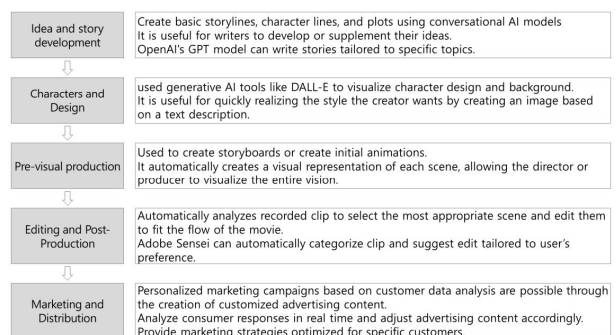 Idea and story
development
Create basic storylines, character lines, and plots using conversational AI models
It is useful for writers to develop or supplement their ideas.
OpenAI's GPT model can write stories tailored to specific topics.
Characters and
Design
used generative AI tools like DALL-E to visualize character design and background.
It is useful for quickly realizing the style the creator wants by creating an image based
on a text description.
Pre-visual production
Used to create storyboards or create initial animations.
It automatically creates a visual representation of each scene, allowing the director or
producer to visualize the entire vision.
Editing and Post-
Production
Automatically analyzes recorded clip to select the most appropriate scene and edit them
to fit the flow of the movie.
Adobe Sensei can automatically categorize clip and suggest edit tailored to user's
preference.
Marketing and
Distribution
Personalized marketing campaigns based on customer data analysis are possible through
the creation of customized advertising content.
Analyze consumer responses in real time and adjust advertising content accordingly.
Provide marketing strategies optimized for specific customers